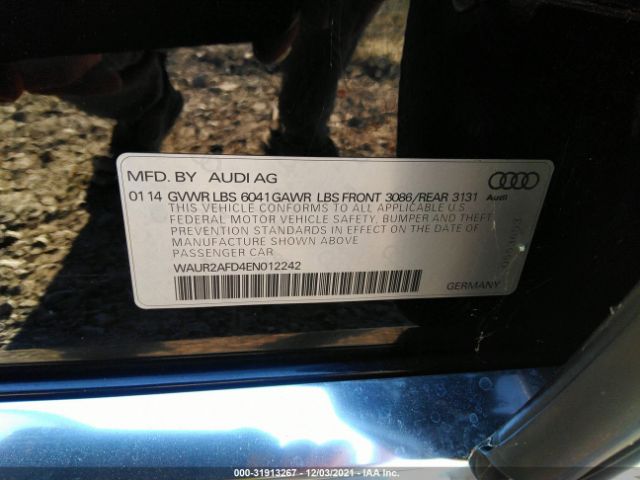 MFD. BY AUDI AG
01 14 GVWR LBS 6041 GAWR LBS FRONT 3086/REAR 3131
Audi
THIS VEHICLE CONFORMS TO ALL APPLICABLE U.S.
FEDERAL MOTOR VEHICLE SAFETY, BUMPER AND THEFT
PREVENTION STANDARDS IN EFFECT ON THE DATE OF
MANUFACTURE SHOWN ABOVE
PASSENGER CAR
WAUR2AFD4EN012242
GERMANY
000-31913267 - 12/03/2021 - IAA Inc.